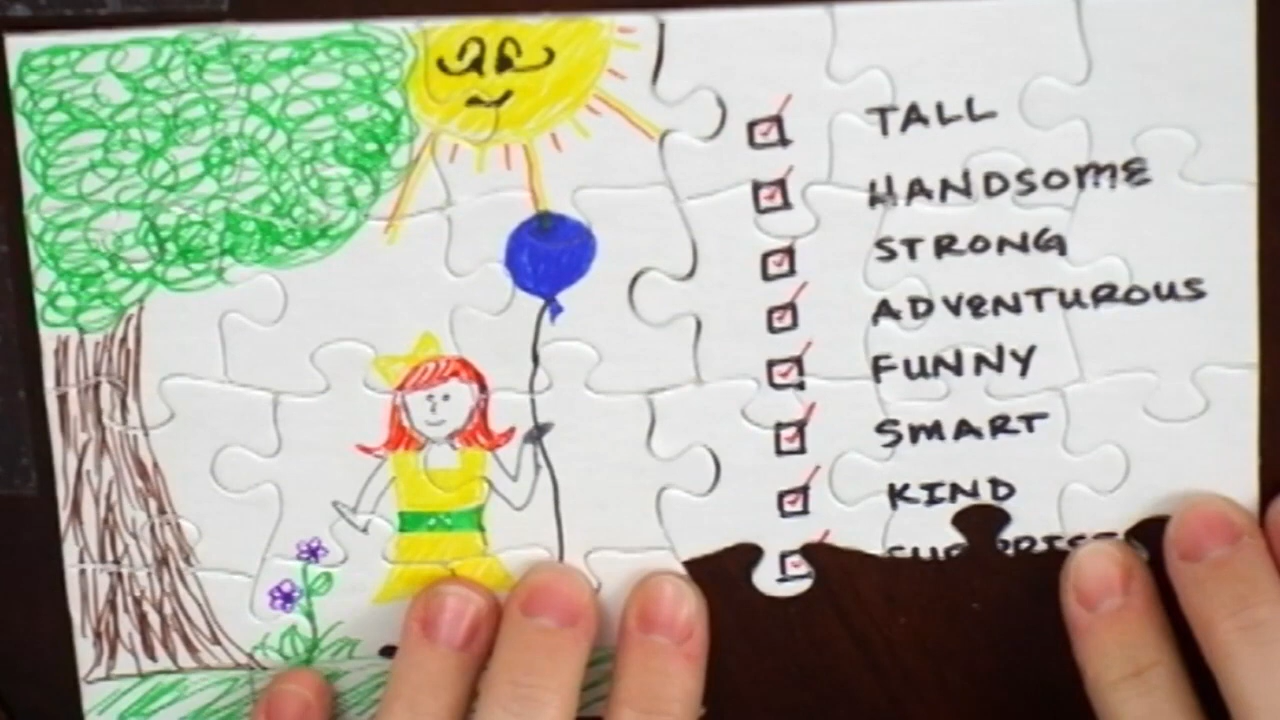 TALL
HANDSOME
STRONG
ADVENTUROUS
FUNNY
SMART
KIND